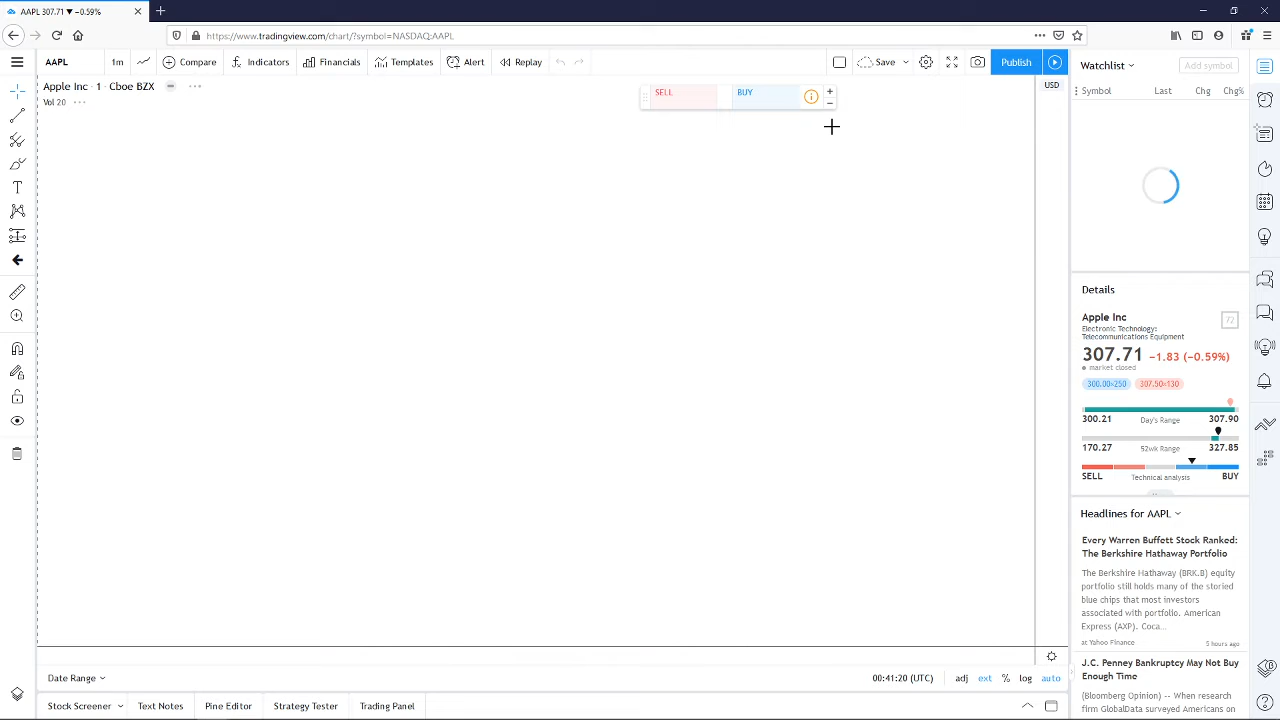 AAPL 307.71 ▼ −0.59%
https://www.tradingview.com/chart/?symbol=NASDAQ:AAPL
AAPL 1m Compare Indicators Financials Templates Alert Replay Save Publish
Watchlist Add symbol
Apple Inc · 1 · Cboe BZX
Vol 20
SELL BUY
USD
Symbol Last Chg Chg%
Details
Apple Inc
72
Electronic Technology:
Telecommunications Equipment
307.71 −1.83 (−0.59%)
market closed
300.00×250 307.50×130
300.21 Day's Range 307.90
170.27 52wk Range 327.85
SELL Technical analysis BUY
Headlines for AAPL
Every Warren Buffett Stock Ranked:
The Berkshire Hathaway Portfolio
The Berkshire Hathaway (BRK.B) equity
portfolio still holds many of the storied
blue chips that most investors
associated with portfolio. American
Express (AXP). Coca...
at Yahoo Finance 5 hours ago
J.C. Penney Bankruptcy May Not Buy
Enough Time
(Bloomberg Opinion) -- When research
firm GlobalData surveyed Americans on
Date Range 00:41:20 (UTC) adj ext % log auto
Stock Screener Text Notes Pine Editor Strategy Tester Trading Panel